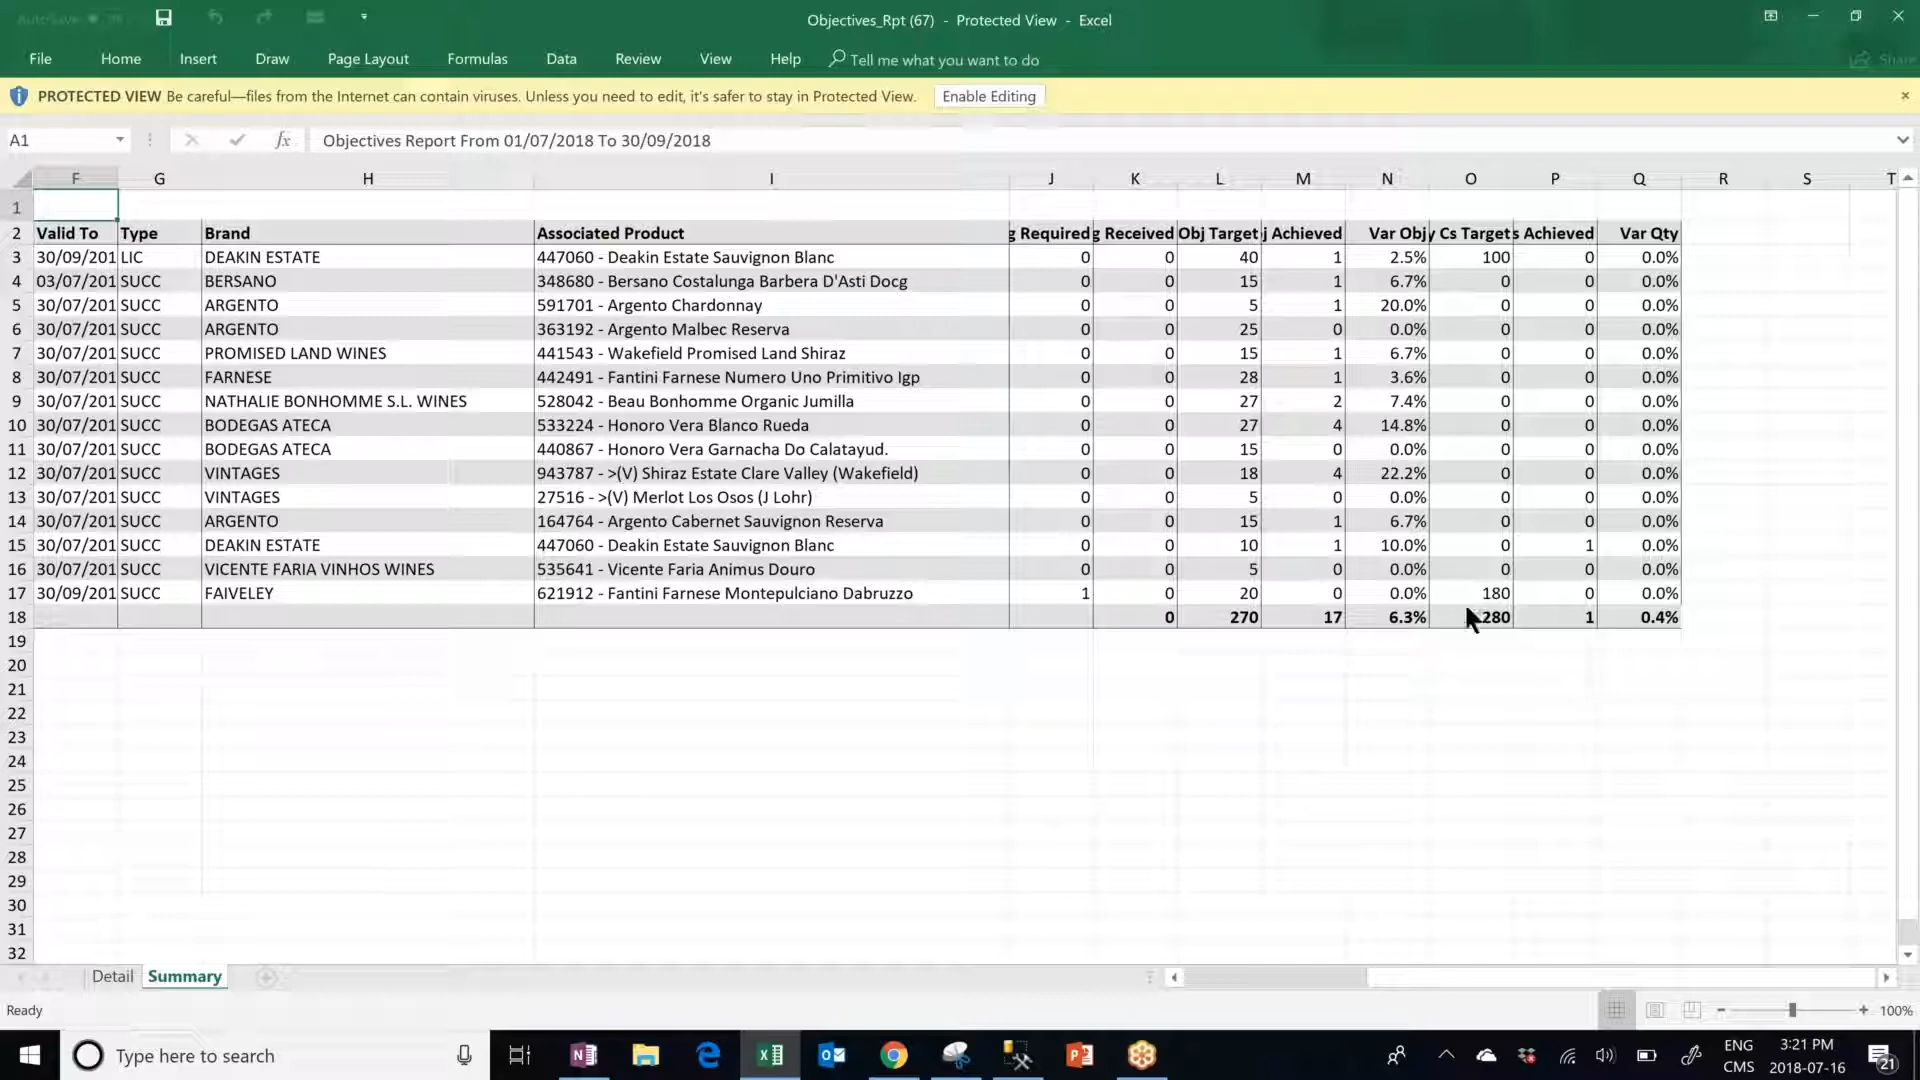 Objectives_Rpt (67) - Protected View - Excel
File Home Insert Draw Page Layout Formulas Data Review View Help Tell me what you want to do Share
PROTECTED VIEW Be careful—files from the Internet can contain viruses. Unless you need to edit, it's safer to stay in Protected View. Enable Editing
A1 fx Objectives Report From 01/07/2018 To 30/09/2018
F G H I J K L M N O P Q R S T
1
2 Valid To Type Brand Associated Product g Required g Received Obj Target j Achieved Var Obj y Cs Target s Achieved Var Qty
3 30/09/201 LIC DEAKIN ESTATE 447060 - Deakin Estate Sauvignon Blanc 0 0 40 1 2.5% 100 0 0.0%
4 03/07/201 SUCC BERSANO 348680 - Bersano Costalunga Barbera D'Asti Docg 0 0 15 1 6.7% 0 0 0.0%
5 30/07/201 SUCC ARGENTO 591701 - Argento Chardonnay 0 0 5 1 20.0% 0 0 0.0%
6 30/07/201 SUCC ARGENTO 363192 - Argento Malbec Reserva 0 0 25 0 0.0% 0 0 0.0%
7 30/07/201 SUCC PROMISED LAND WINES 441543 - Wakefield Promised Land Shiraz 0 0 15 1 6.7% 0 0 0.0%
8 30/07/201 SUCC FARNESE 442491 - Fantini Farnese Numero Uno Primitivo Igp 0 0 28 1 3.6% 0 0 0.0%
9 30/07/201 SUCC NATHALIE BONHOMME S.L. WINES 528042 - Beau Bonhomme Organic Jumilla 0 0 27 2 7.4% 0 0 0.0%
10 30/07/201 SUCC BODEGAS ATECA 533224 - Honoro Vera Blanco Rueda 0 0 27 4 14.8% 0 0 0.0%
11 30/07/201 SUCC BODEGAS ATECA 440867 - Honoro Vera Garnacha Do Calatayud. 0 0 15 0 0.0% 0 0 0.0%
12 30/07/201 SUCC VINTAGES 943787 - >(V) Shiraz Estate Clare Valley (Wakefield) 0 0 18 4 22.2% 0 0 0.0%
13 30/07/201 SUCC VINTAGES 27516 - >(V) Merlot Los Osos (J Lohr) 0 0 5 0 0.0% 0 0 0.0%
14 30/07/201 SUCC ARGENTO 164764 - Argento Cabernet Sauvignon Reserva 0 0 15 1 6.7% 0 0 0.0%
15 30/07/201 SUCC DEAKIN ESTATE 447060 - Deakin Estate Sauvignon Blanc 0 0 10 1 10.0% 0 1 0.0%
16 30/07/201 SUCC VICENTE FARIA VINHOS WINES 535641 - Vicente Faria Animus Douro 0 0 5 0 0.0% 0 0 0.0%
17 30/09/201 SUCC FAIVELEY 621912 - Fantini Farnese Montepulciano Dabruzzo 1 0 20 0 0.0% 180 0 0.0%
18 0 270 17 6.3% 280 1 0.4%
19
20
21
22
23
24
25
26
27
28
29
30
31
32
Detail Summary
Ready 100%
Type here to search
ENG 3:21 PM
CMS 2018-07-16 21